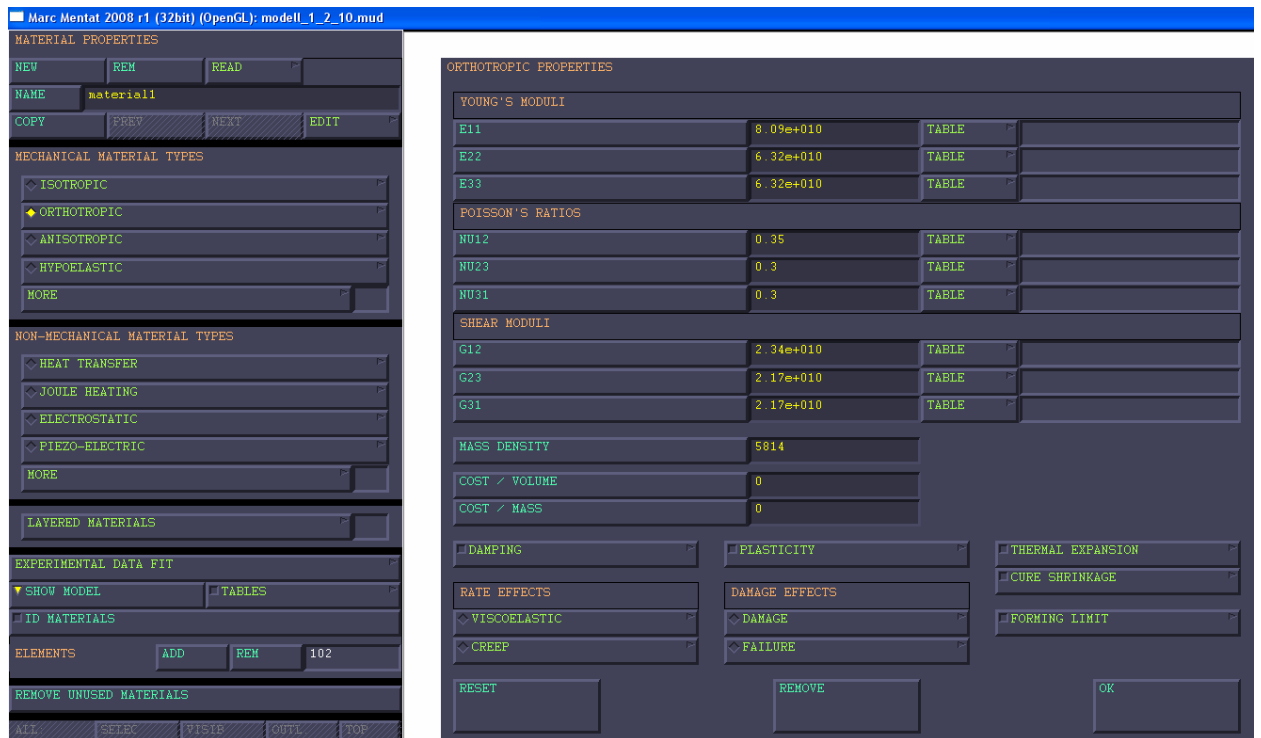 Marc Mentat 2008 r1 (32bit) (OpenGL): modell_1_2_10.mud
MATERIAL PROPERTIES
NEW REM READ
NAME material1
COPY PREV NEXT EDIT
MECHANICAL MATERIAL TYPES
ISOTROPIC
ORTHOTROPIC
ANISOTROPIC
HYPOELASTIC
MORE
NON-MECHANICAL MATERIAL TYPES
HEAT TRANSFER
JOULE HEATING
ELECTROSTATIC
PIEZO-ELECTRIC
MORE
LAYERED MATERIALS
EXPERIMENTAL DATA FIT
SHOW MODEL TABLES
ID MATERIALS
ELEMENTS ADD REM 102
REMOVE UNUSED MATERIALS
ALL: SELEC VISIB OUTL TOP
ORTHOTROPIC PROPERTIES
YOUNG'S MODULI
E11 8.09e+010 TABLE
E22 6.32e+010 TABLE
E33 6.32e+010 TABLE
POISSON'S RATIOS
NU12 0.35 TABLE
NU23 0.3 TABLE
NU31 0.3 TABLE
SHEAR MODULI
G12 2.34e+010 TABLE
G23 2.17e+010 TABLE
G31 2.17e+010 TABLE
MASS DENSITY 5814
COST / VOLUME 0
COST / MASS 0
DAMPING PLASTICITY THERMAL EXPANSION
CURE SHRINKAGE
RATE EFFECTS DAMAGE EFFECTS
VISCOELASTIC DAMAGE FORMING LIMIT
CREEP FAILURE
RESET REMOVE OK